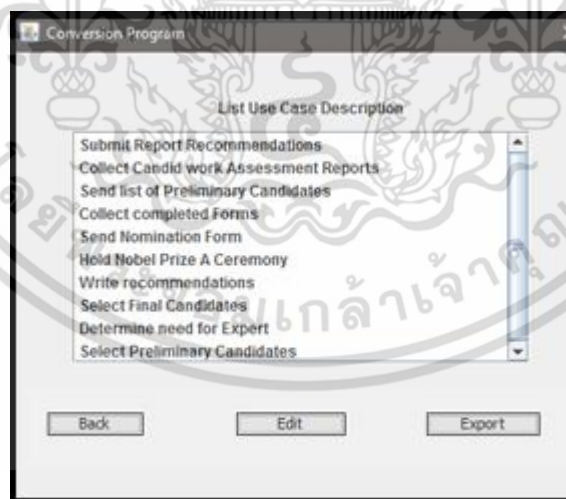 Conversion Program
List Use Case Description
Submit Report Recommendations
Collect Candid work Assessment Reports
Send list of Preliminary Candidates
Collect completed Forms
Send Nomination Form
Hold Nobel Prize A Ceremony
Write recommendations
Select Final Candidates
Determine need for Expert
Select Preliminary Candidates
Back
Edit
Export